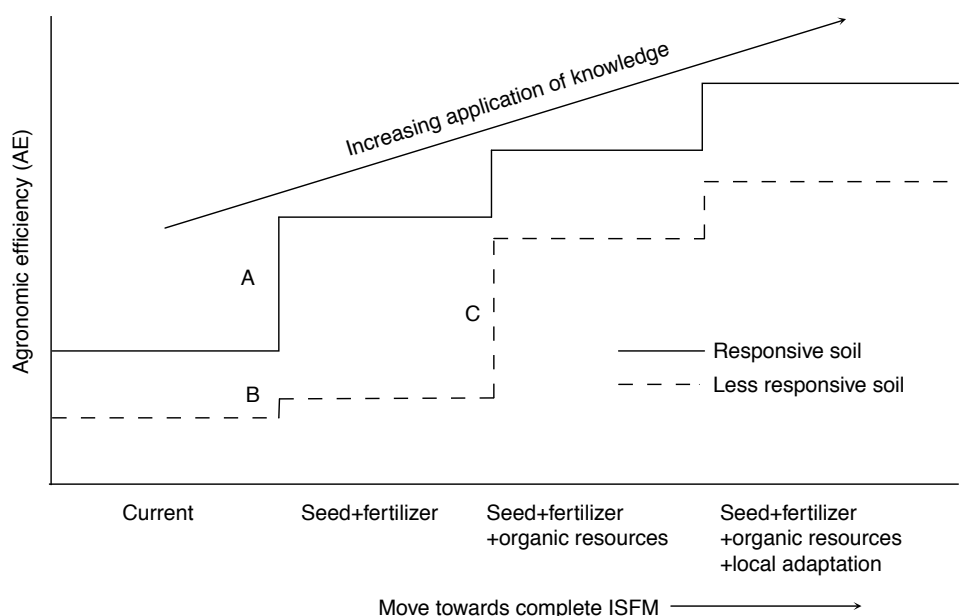 Agronomic efficiency (AE)
Increasing application of knowledge
A
B
C
Responsive soil
Less responsive soil
Current
Seed+fertilizer
Seed+fertilizer
+organic resources
Seed+fertilizer
+organic resources
+local adaptation
Move towards complete ISFM